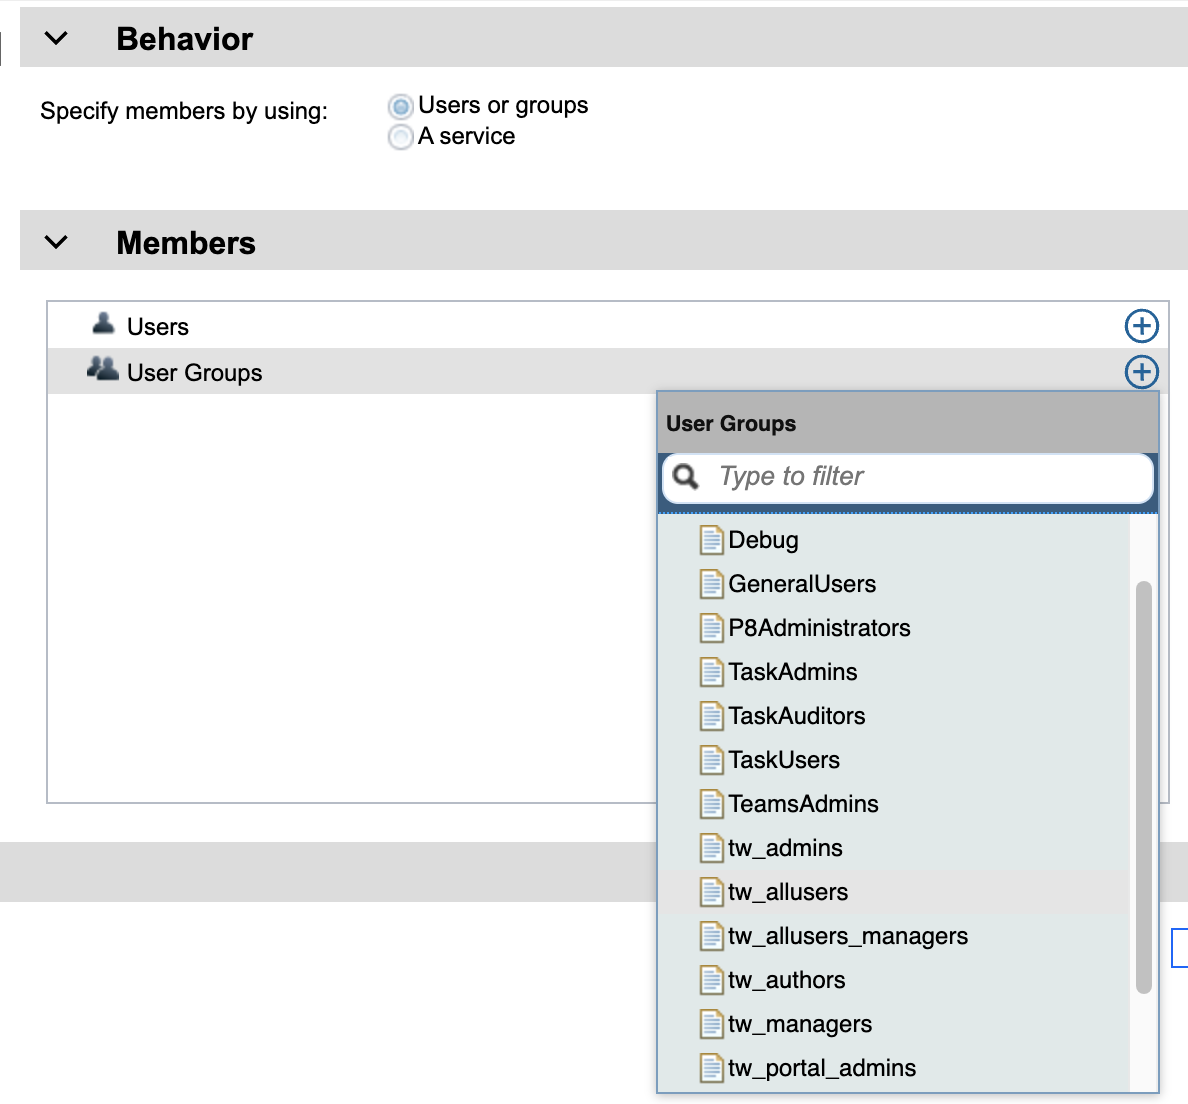 Behavior
Specify members by using:
Users or groups
A service
Members
Users
User Groups
User Groups
Type to filter
Debug
GeneralUsers
P8Administrators
TaskAdmins
TaskAuditors
TaskUsers
TeamsAdmins
tw_admins
tw_allusers
tw_allusers_managers
tw_authors
tw_managers
tw_portal_admins